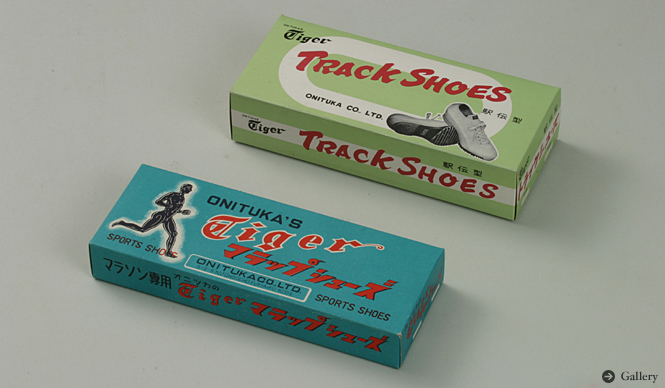 Tiger
TRACK SHOES
ONITUKA CO., LTD.
駅伝型
Tiger TRACK SHOES
駅伝型
ONITUKA'S
Tiger
マラップシューズ
SPORTS SHOES
ONITUKA CO. LTD.
SPORTS SHOES
マラソン専用 オニツカの Tiger マラップシューズ
Gallery